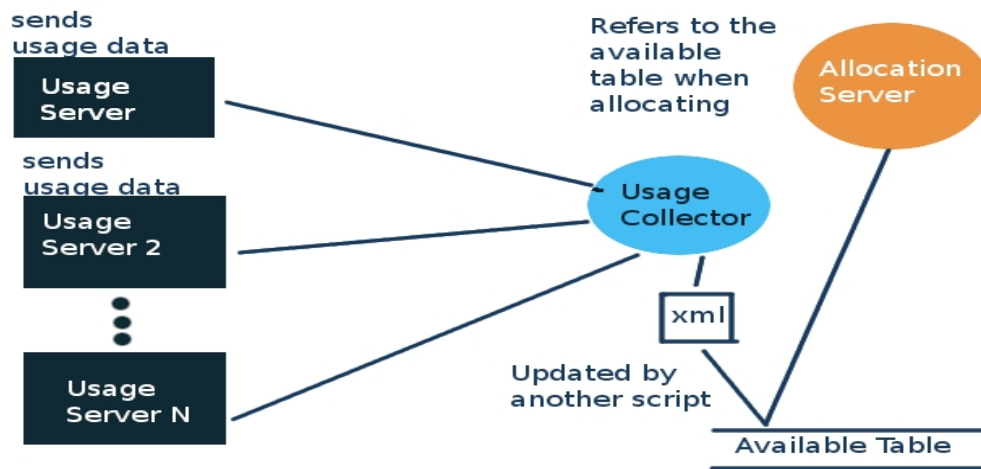 sends
usage data
Usage
Server
sends
usage data
Usage
Server 2
Usage
Server N
Refers to the
available
table when
allocating
Allocation
Server
Usage
Collector
xml
Updated by
another script
Available Table